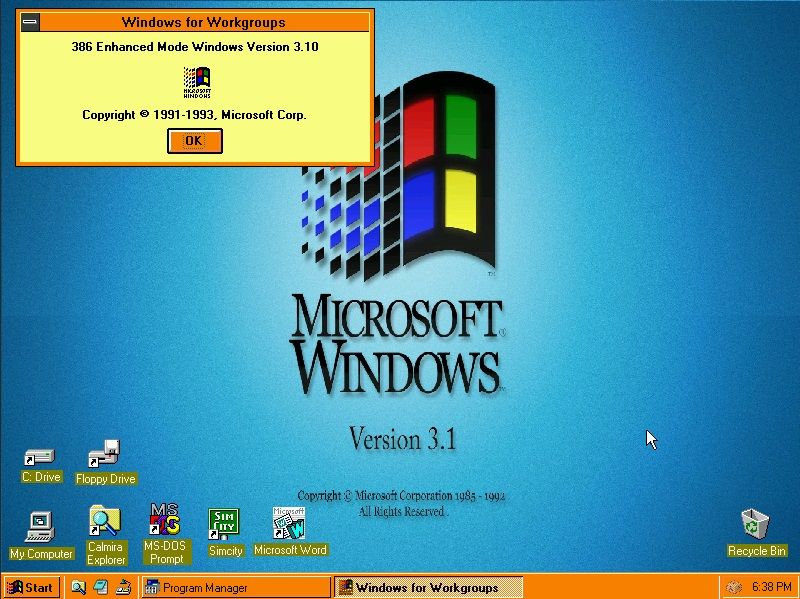 Windows for Workgroups
386 Enhanced Mode Windows Version 3.10
MICROSOFT
WINDOWS
Copyright © 1991-1993, Microsoft Corp.
OK
TM
MICROSOFT®
WINDOWS™
Version 3.1
Copyright © Microsoft Corporation 1985 - 1992
All Rights Reserved.
C: Drive
Floppy Drive
My Computer
Calmira
Explorer
MS
MS-DOS
Prompt
SIM
CITY
Simcity
Microsoft
W
Microsoft Word
Recycle Bin
Start
Program Manager
Windows for Workgroups
6:38 PM